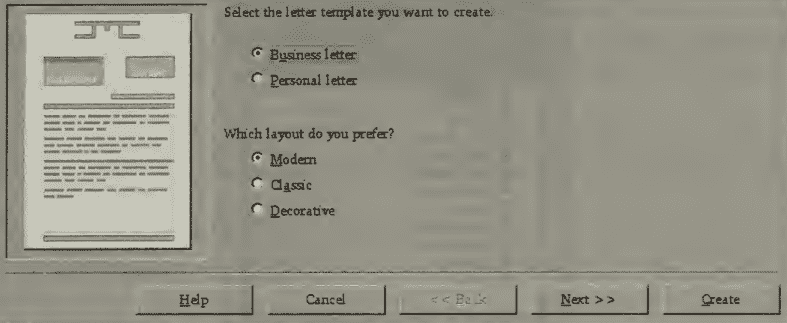 Select the letter template you want to create.
Business letter
Personal letter
Which layout do you prefer?
Modern
Classic
Decorative
Help Cancel << Back Next >> Create